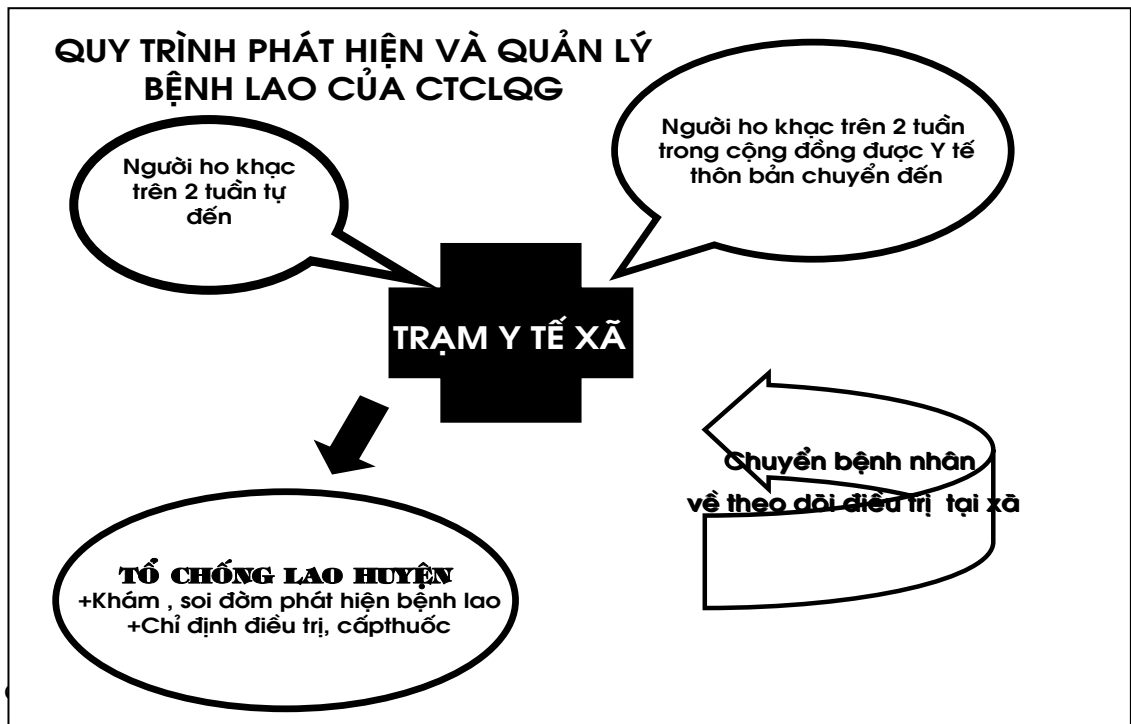 QUY TRÌNH PHÁT HIỆN VÀ QUẢN LÝ
BỆNH LAO CỦA CTCLQG
Người ho khạc
trên 2 tuần tự
đến
Người ho khạc trên 2 tuần
trong cộng đồng được Y tế
thôn bản chuyển đến
TRẠM Y TẾ XÃ
Chuyển bệnh nhân
về theo dõi điều trị tại xã
TỔ CHỐNG LAO HUYỆN
+Khám , soi đờm phát hiện bệnh lao
+Chỉ định điều trị, cấpthuốc